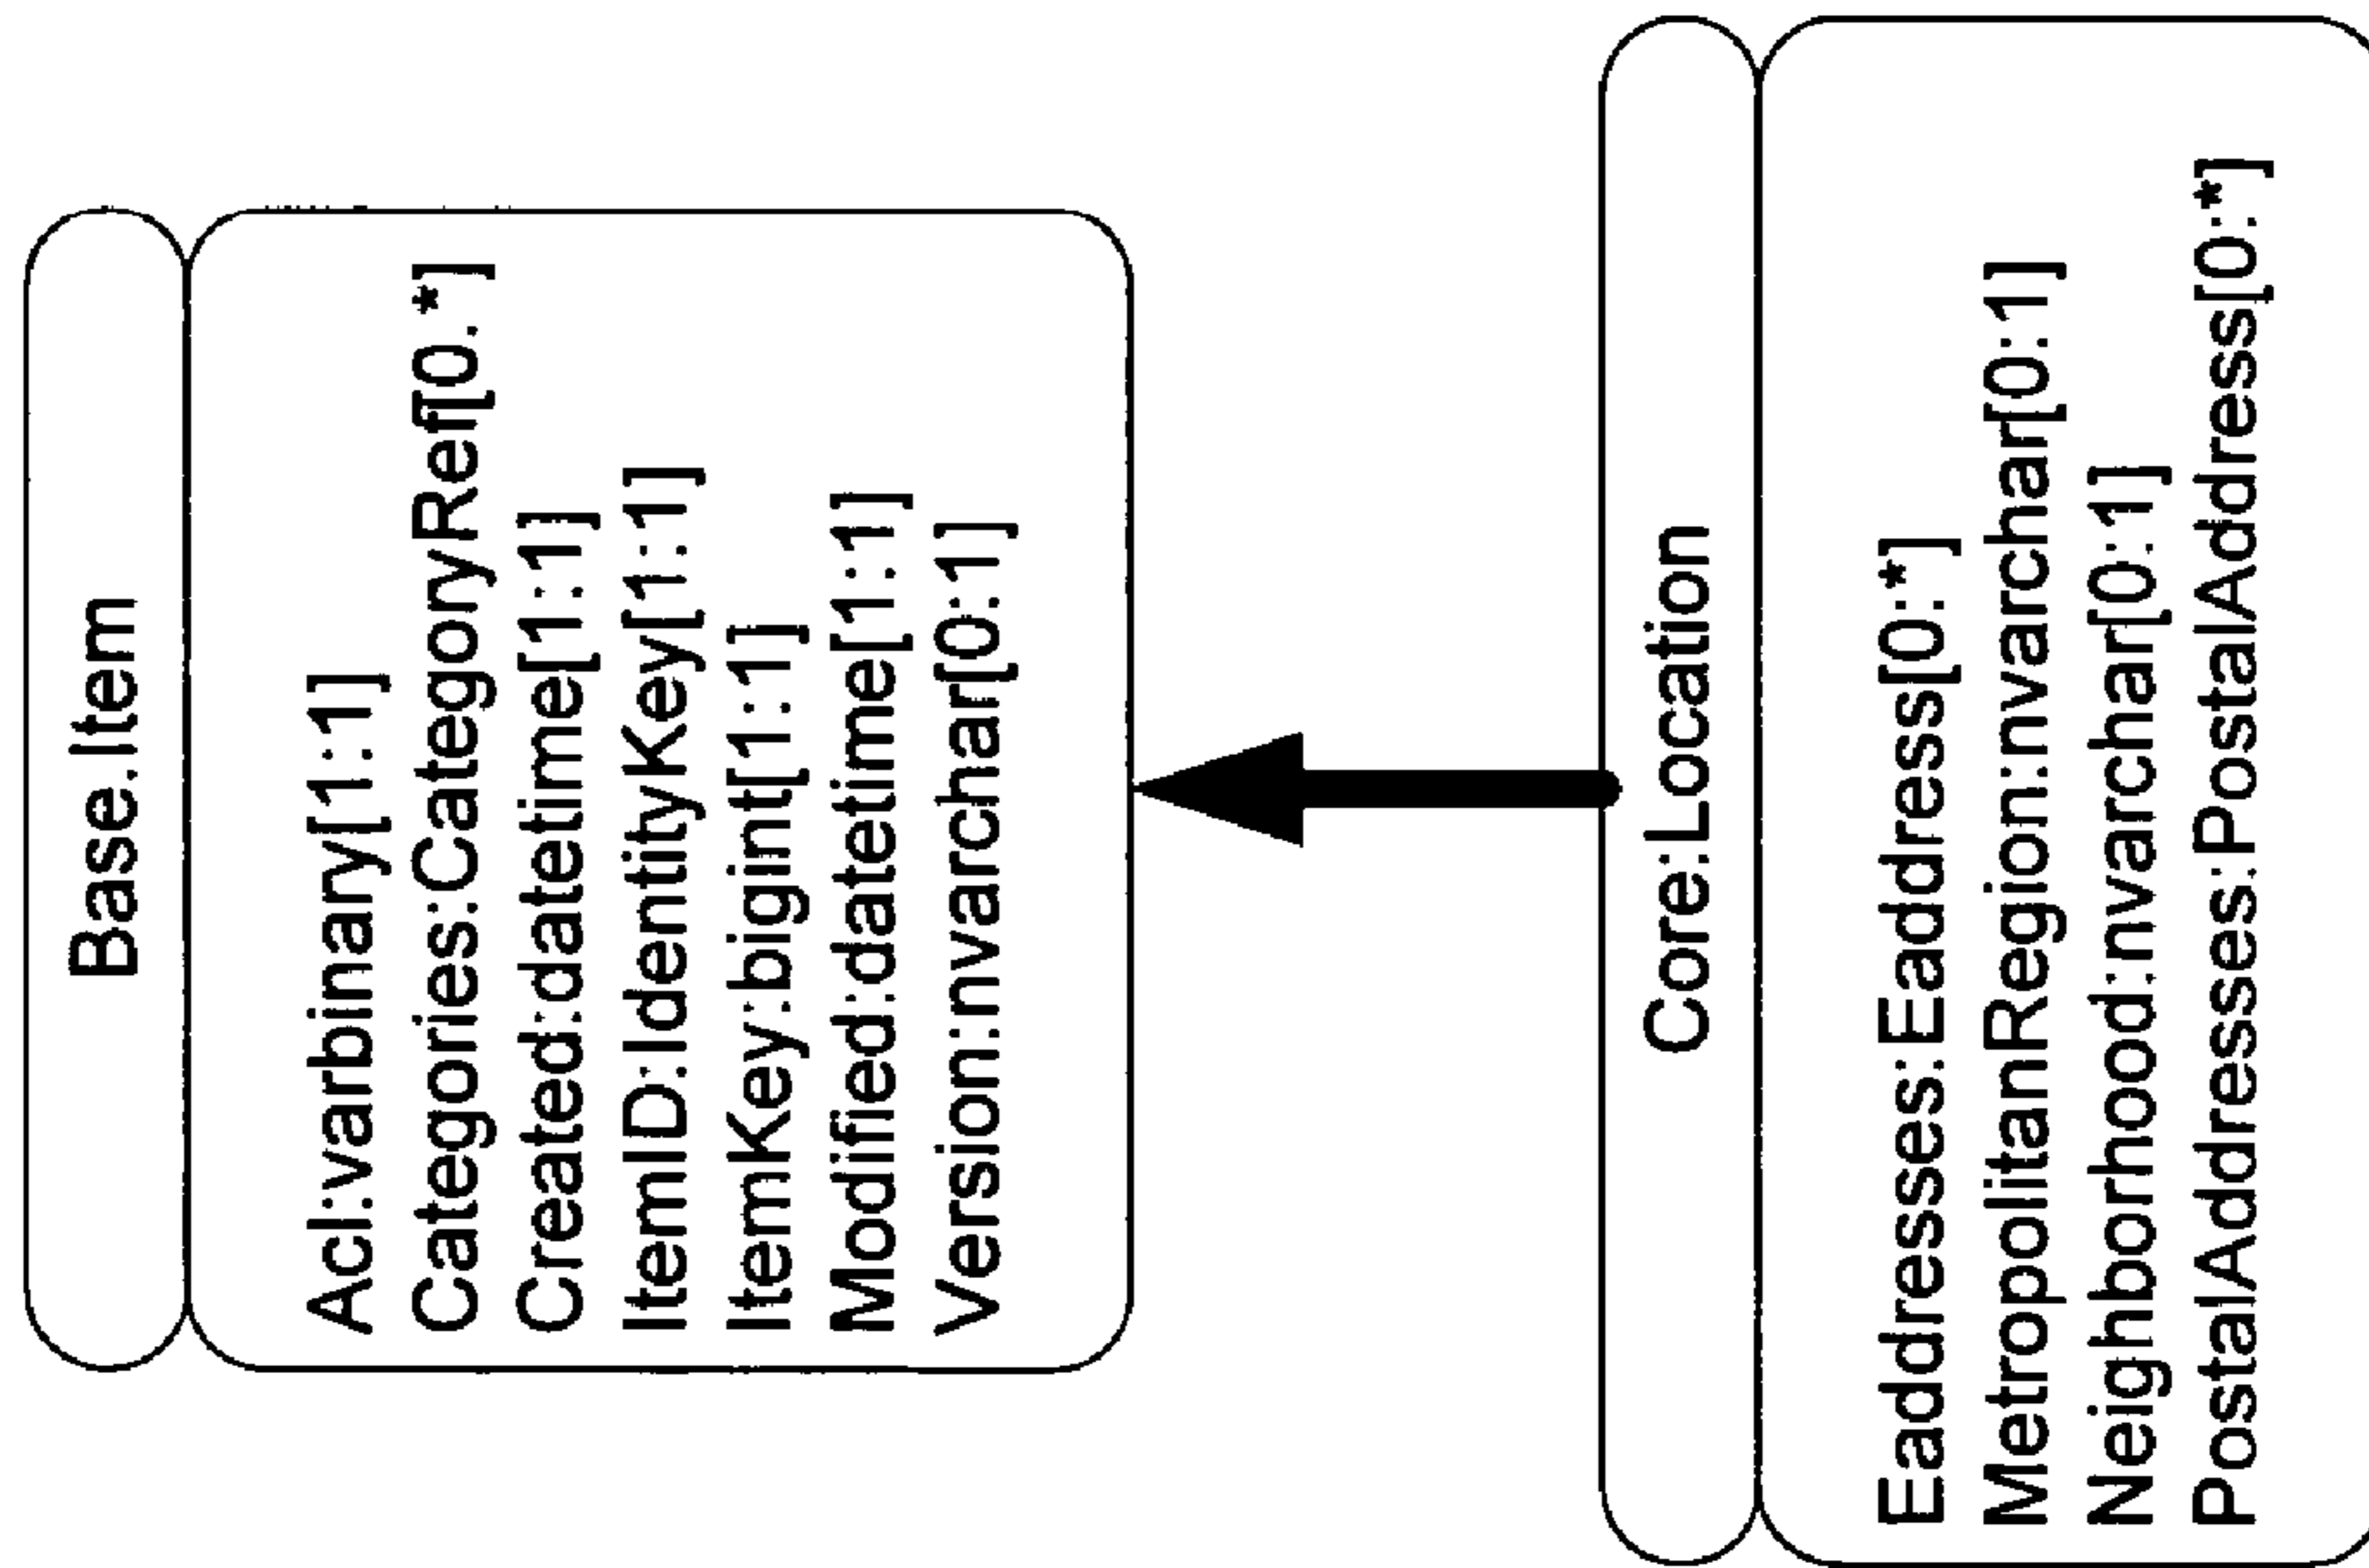 Base.Item
Acl:varbinary[1:1]
Categories:CategoryRef[0.*]
Created:datetime[1:1]
ItemID:IdentityKey[1:1]
ItemKey:bigint[1:1]
Modified:datetime[1:1]
Version:nvarchar[0:1]
Core:Location
Eaddresses:Eaddress[0:*]
MetropolitanRegion:nvarchar[0:1]
Neighborhood:nvarchar[0:1]
PostalAddresses:PostalAddress[0:*]